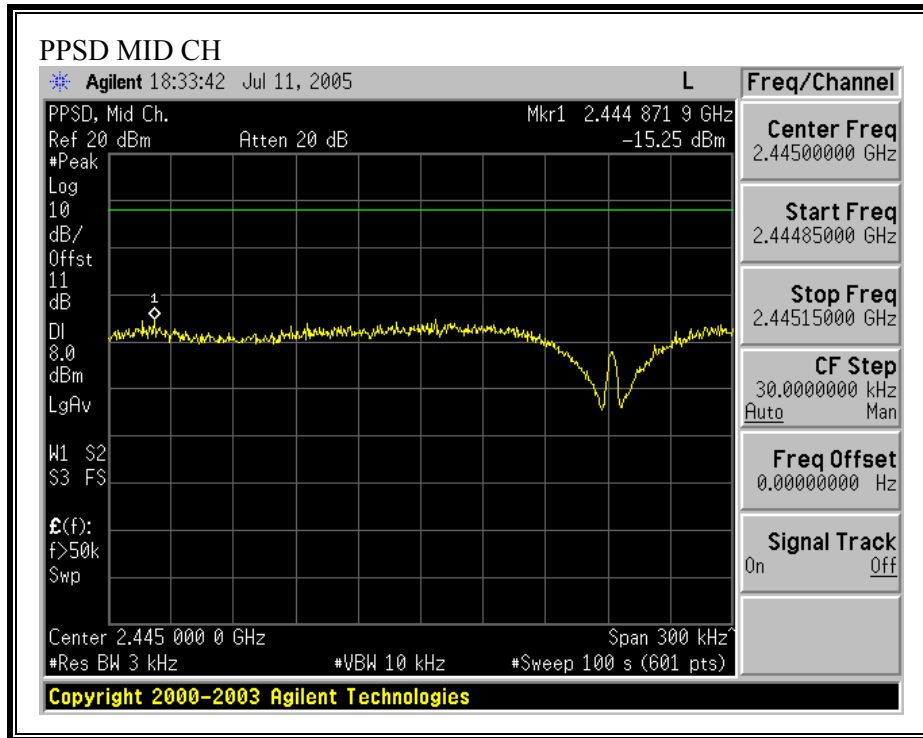 PPSD MID CH
Agilent 18:33:42 Jul 11, 2005 L
PPSD, Mid Ch. Mkr1 2.444 871 9 GHz
Ref 20 dBm Atten 20 dB -15.25 dBm
#Peak
Log
10
dB/
Offst
11
dB
DI
8.0
dBm
LgAv
W1 S2
S3 FS
£(f):
f>50k
Swp
1
Center 2.445 000 0 GHz Span 300 kHz^
#Res BW 3 kHz #VBW 10 kHz #Sweep 100 s (601 pts)
Copyright 2000-2003 Agilent Technologies
Freq/Channel
Center Freq
2.44500000 GHz
Start Freq
2.44485000 GHz
Stop Freq
2.44515000 GHz
CF Step
30.0000000 kHz
Auto Man
Freq Offset
0.00000000 Hz
Signal Track
On Off